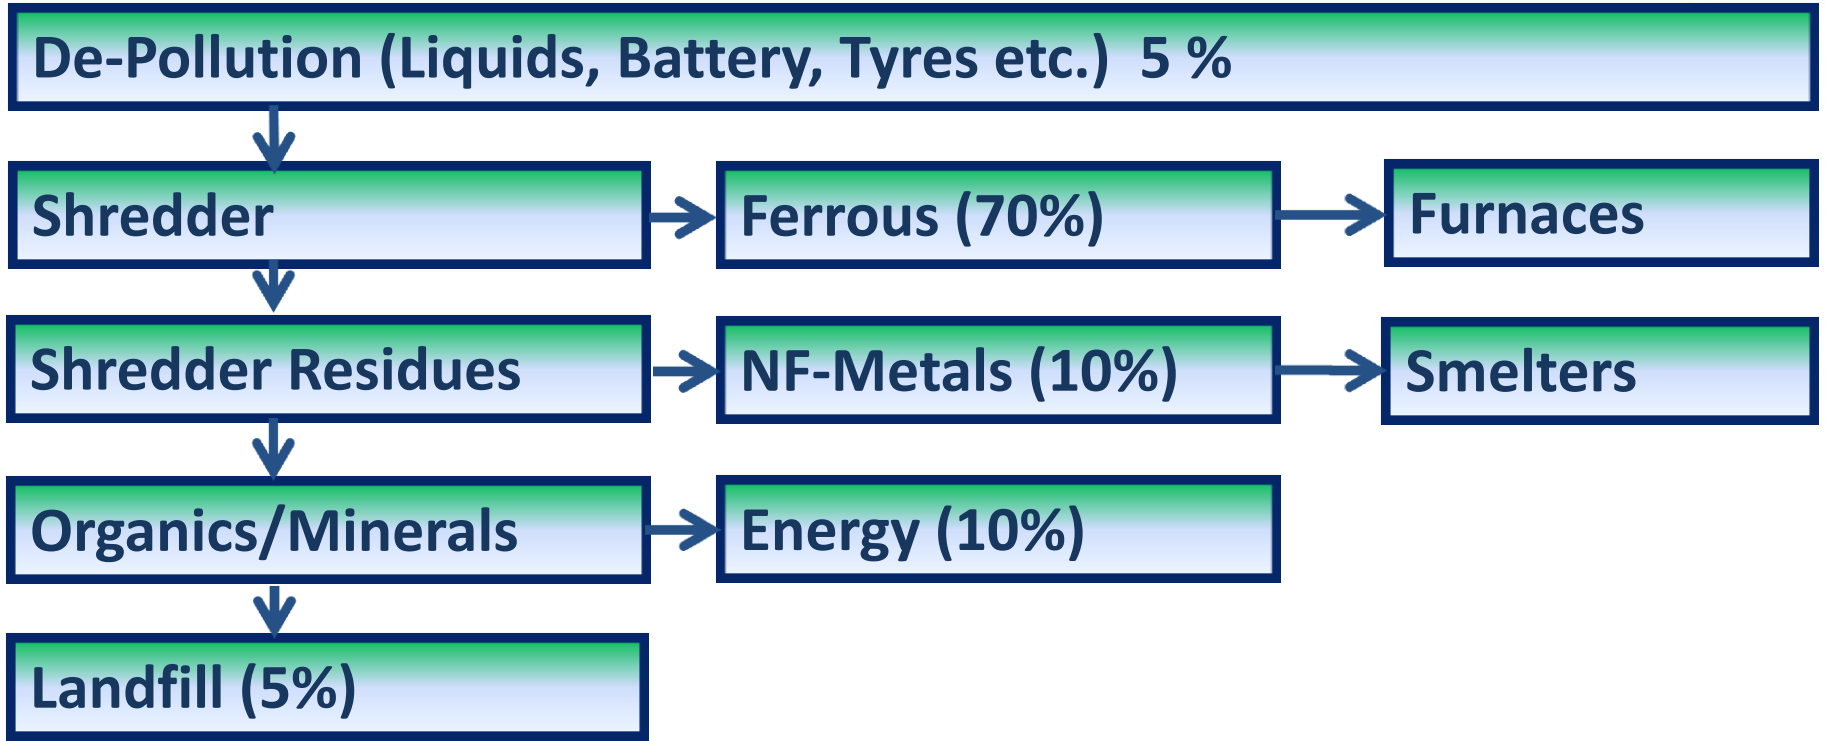 De-Pollution (Liquids, Battery, Tyres etc.) 5 %
Shredder
Ferrous (70%)
Furnaces
Shredder Residues
NF-Metals (10%)
Smelters
Organics/Minerals
Energy (10%)
Landfill (5%)